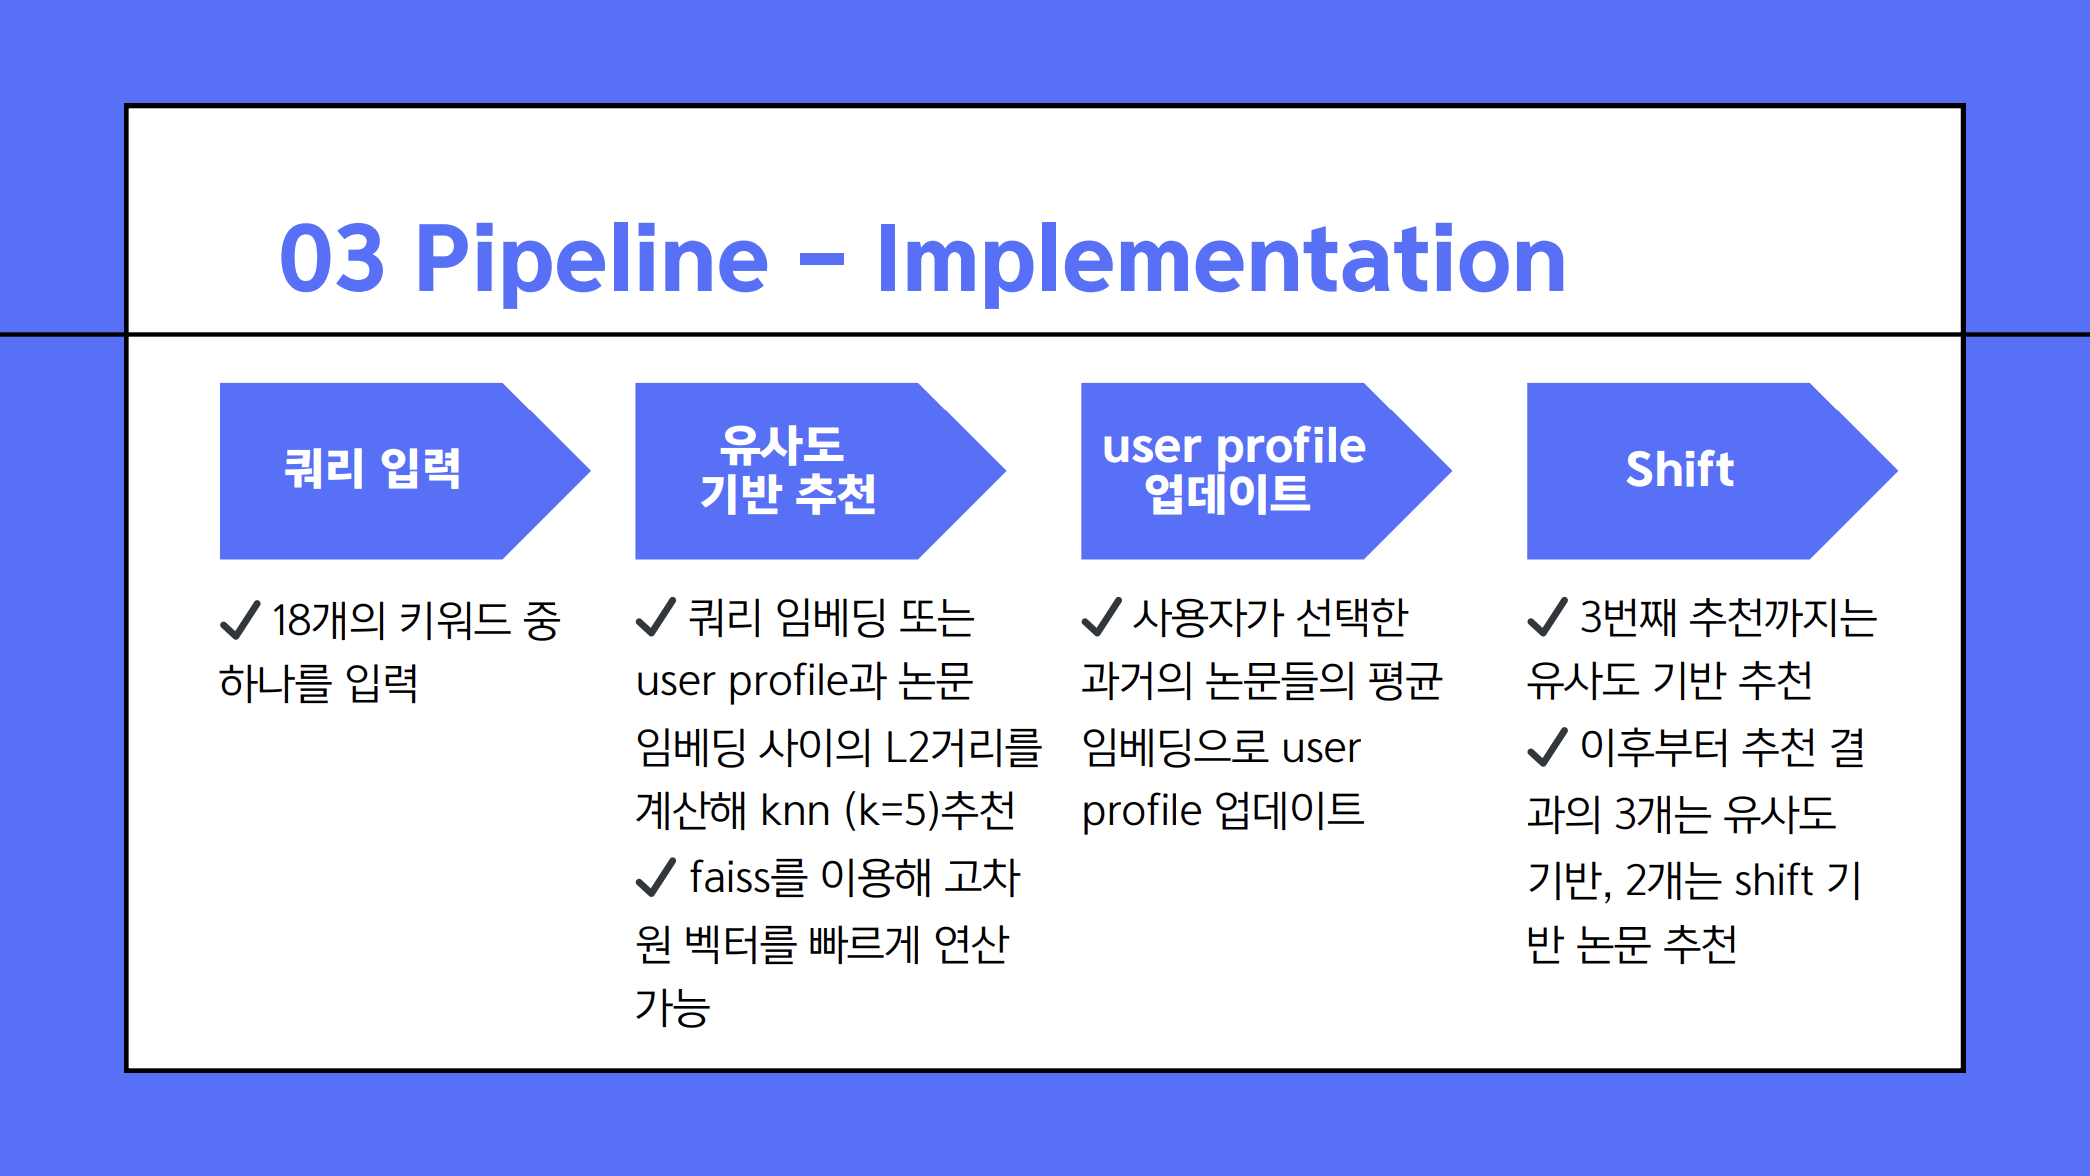 03 Pipeline - Implementation
쿼리 입력
✔ 18개의 키워드 중
하나를 입력
유사도
기반 추천
✔ 쿼리 임베딩 또는
user profile과 논문
임베딩 사이의 L2거리를
계산해 knn (k=5)추천
✔ faiss를 이용해 고차
원 벡터를 빠르게 연산
가능
user profile
업데이트
✔ 사용자가 선택한
과거의 논문들의 평균
임베딩으로 user
profile 업데이트
Shift
✔ 3번째 추천까지는
유사도 기반 추천
✔ 이후부터 추천 결
과의 3개는 유사도
기반, 2개는 shift 기
반 논문 추천